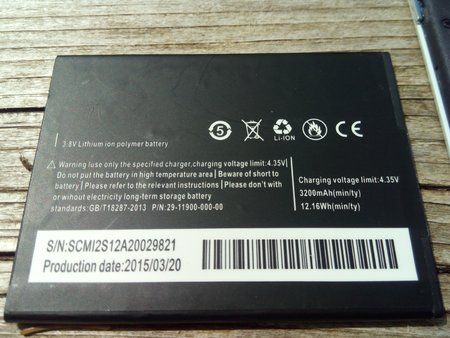 5
LI-ION
CE
3.8V Lithium ion polymer battery
Warning luse only the specified charger,charging voltage limit:4.35V|
Do not put the battery in high temperature area | Beware of short to
battery | Please refer to the relevant instructions | Please don't with
or wihout electricity long-term storage battery
standards:GB/T18287-2013 P/N:29-11900-000-00
Charging voltage:4.35V
3200mAh(min/ty)
12.16Wh(min/ty)
S/N:SCMI2S12A20029821
Production date:2015/03/20